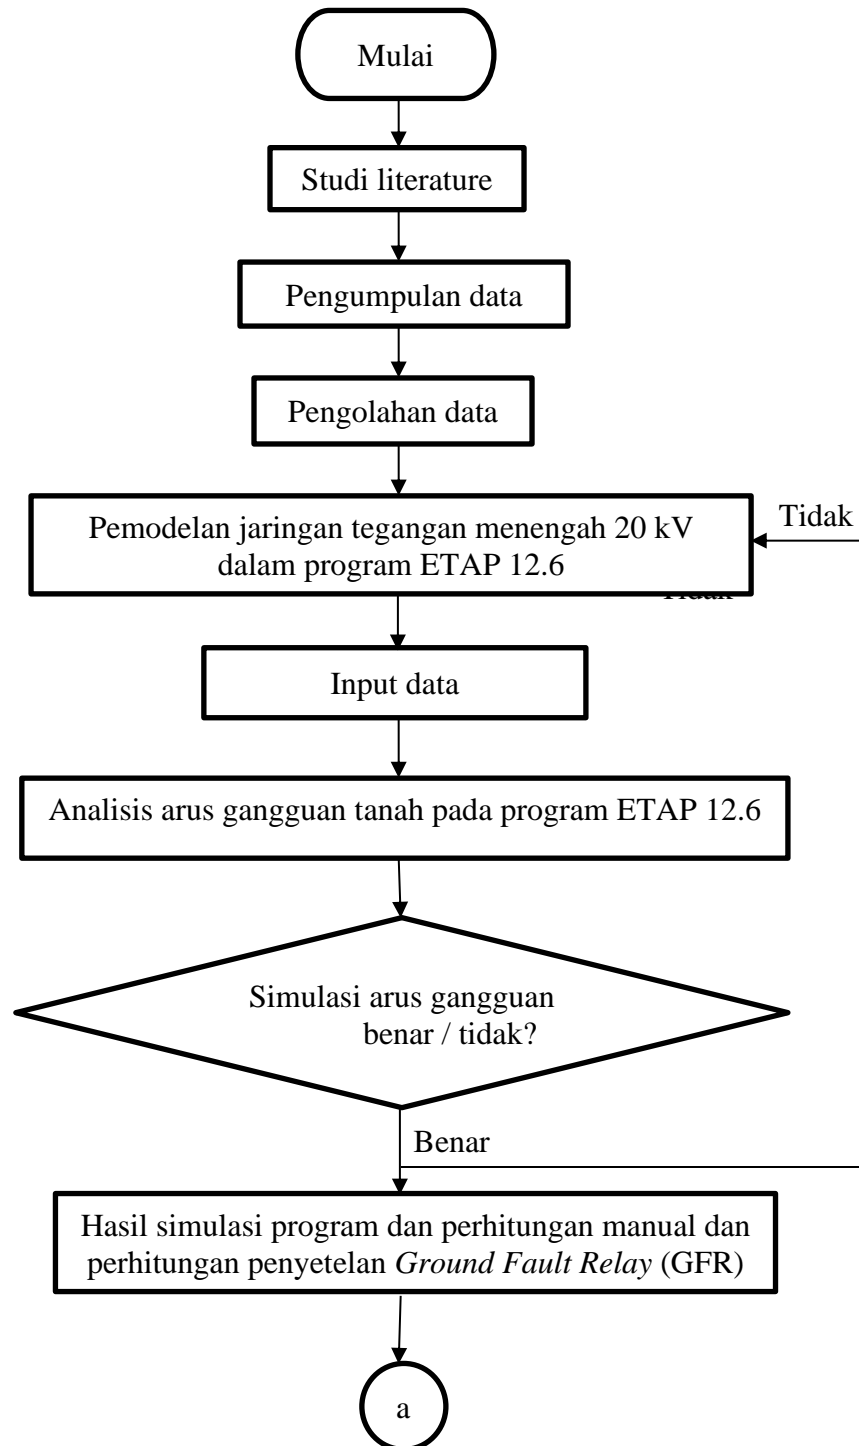 Mulai
Studi literature
Pengumpulan data
Pengolahan data
Pemodelan jaringan tegangan menengah 20 kV
dalam program ETAP 12.6
Tidak
Tidak
Input data
Analisis arus gangguan tanah pada program ETAP 12.6
Simulasi arus gangguan
benar / tidak?
Benar
Hasil simulasi program dan perhitungan manual dan
perhitungan penyetelan Ground Fault Relay (GFR)
a